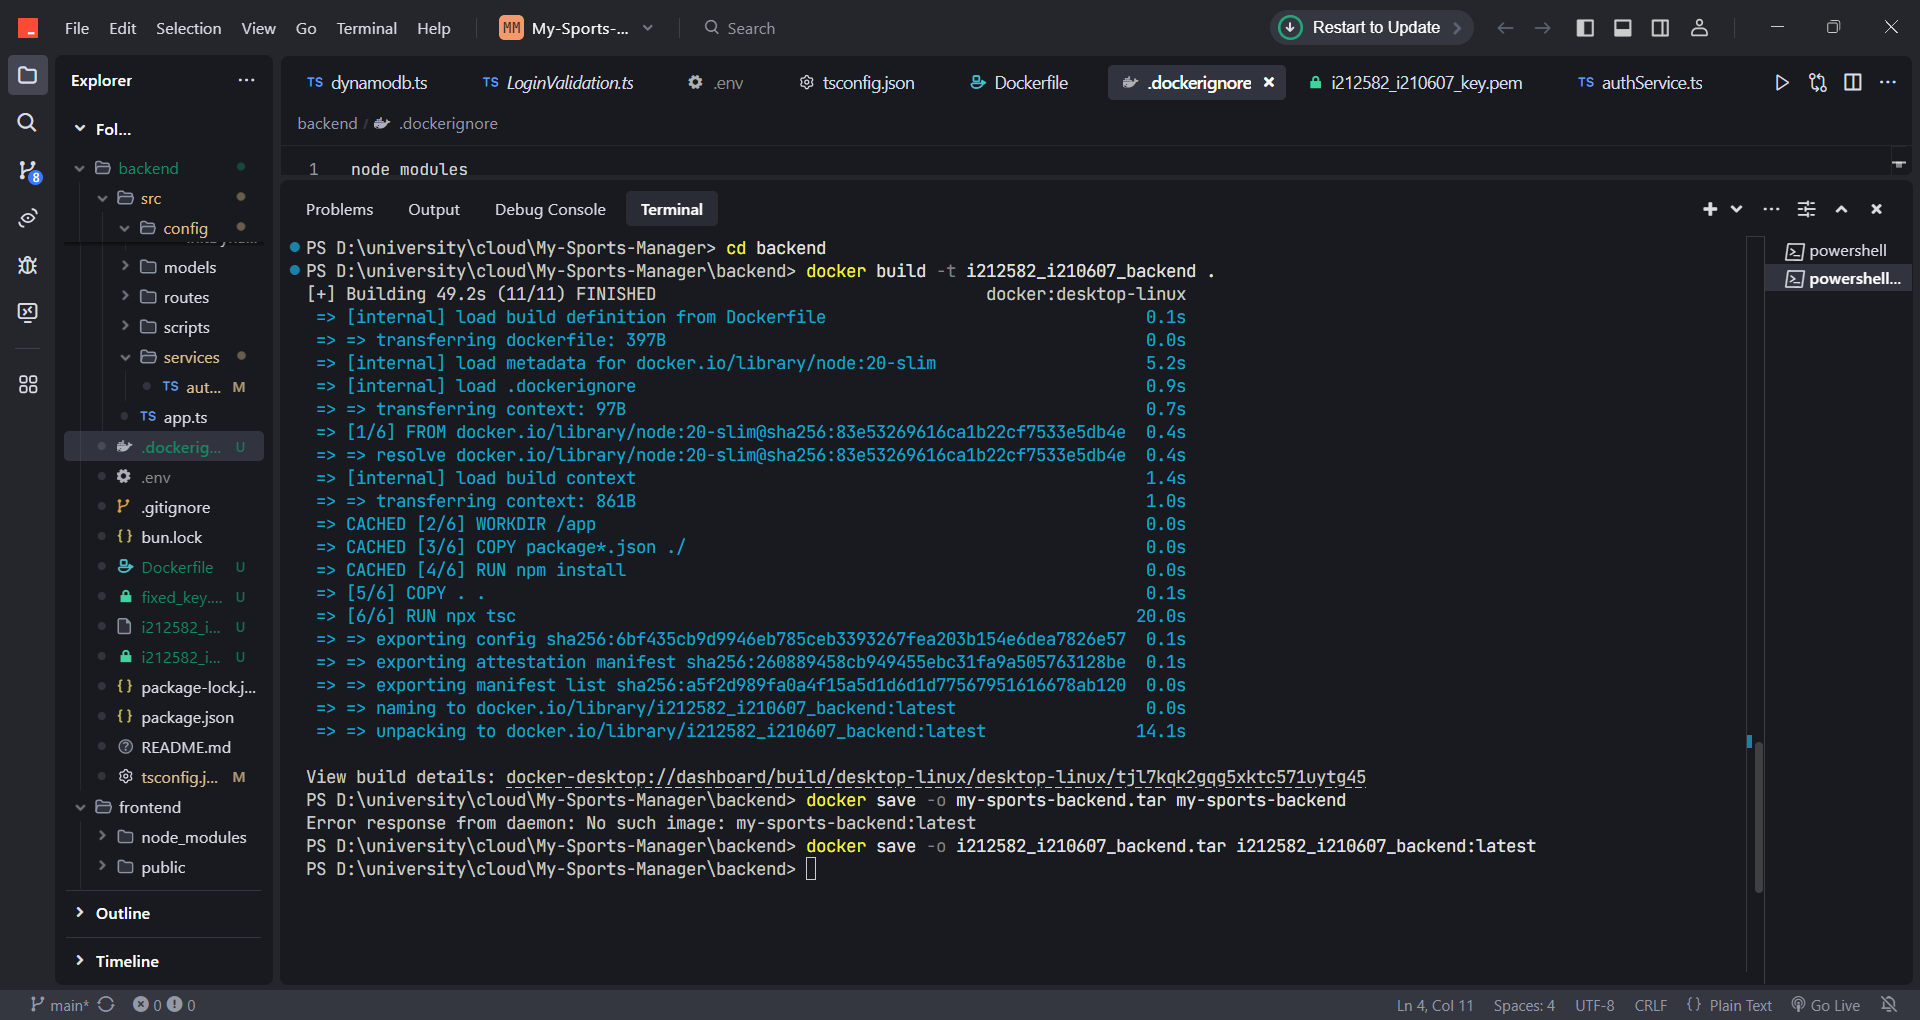 File Edit Selection View Go Terminal Help MM My-Sports-... Search Restart to Update
Explorer
Fol...
backend
src
config
models
routes
scripts
services
TS aut... M
TS app.ts
.dockerig... U
.env
.gitignore
{} bun.lock
Dockerfile U
fixed_key.... U
i212582_i... U
i212582_i... U
{} package-lock.j...
{} package.json
README.md
tsconfig.j... M
frontend
node_modules
public
Outline
Timeline
8
TS dynamodb.ts TS LoginValidation.ts .env tsconfig.json Dockerfile .dockerignore i212582_i210607_key.pem TS authService.ts
backend / .dockerignore
1 node_modules
Problems Output Debug Console Terminal
powershell
powershell...
PS D:\university\cloud\My-Sports-Manager> cd backend
PS D:\university\cloud\My-Sports-Manager\backend> docker build -t i212582_i210607_backend .
[+] Building 49.2s (11/11) FINISHED docker:desktop-linux
=> [internal] load build definition from Dockerfile 0.1s
=> => transferring dockerfile: 397B 0.0s
=> [internal] load metadata for docker.io/library/node:20-slim 5.2s
=> [internal] load .dockerignore 0.9s
=> => transferring context: 97B 0.7s
=> [1/6] FROM docker.io/library/node:20-slim@sha256:83e53269616ca1b22cf7533e5db4e 0.4s
=> => resolve docker.io/library/node:20-slim@sha256:83e53269616ca1b22cf7533e5db4e 0.4s
=> [internal] load build context 1.4s
=> => transferring context: 861B 1.0s
=> CACHED [2/6] WORKDIR /app 0.0s
=> CACHED [3/6] COPY package*.json ./ 0.0s
=> CACHED [4/6] RUN npm install 0.0s
=> [5/6] COPY . . 0.1s
=> [6/6] RUN npx tsc 20.0s
=> => exporting config sha256:6bf435cb9d9946eb785ceb3393267fea203b154e6dea7826e57 0.1s
=> => exporting attestation manifest sha256:260889458cb949455ebc31fa9a505763128be 0.1s
=> => exporting manifest list sha256:a5f2d989fa0a4f15a5d1d6d1d77567951616678ab120 0.0s
=> => naming to docker.io/library/i212582_i210607_backend:latest 0.0s
=> => unpacking to docker.io/library/i212582_i210607_backend:latest 14.1s
View build details: docker-desktop://dashboard/build/desktop-linux/desktop-linux/tjl7kqk2gqg5xktc571uytg45
PS D:\university\cloud\My-Sports-Manager\backend> docker save -o my-sports-backend.tar my-sports-backend
Error response from daemon: No such image: my-sports-backend:latest
PS D:\university\cloud\My-Sports-Manager\backend> docker save -o i212582_i210607_backend.tar i212582_i210607_backend:latest
PS D:\university\cloud\My-Sports-Manager\backend>
main* 0 0 Ln 4, Col 11 Spaces: 4 UTF-8 CRLF {} Plain Text Go Live